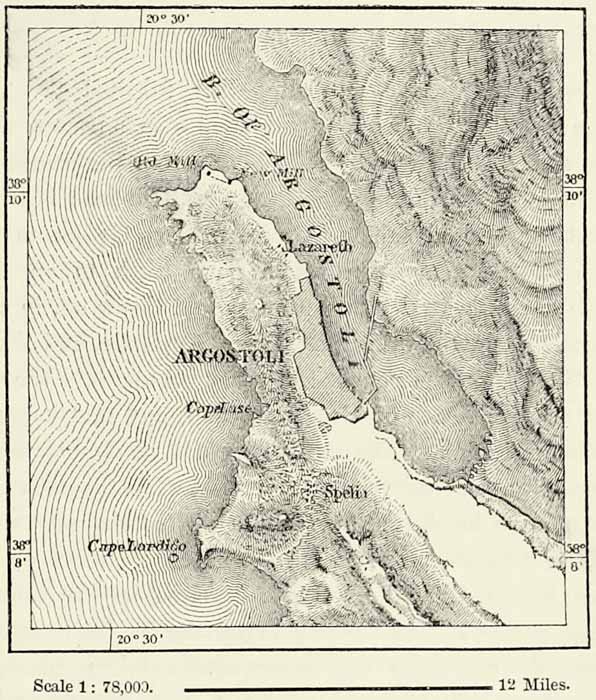 20° 30'
B. OF ARGOSTOLI
Old Mill
New Mill
38°
10'
38°
10'
Lazareth
ARGOSTOLI
Cape Luse
Spelia
Cape Lardigo
38°
8'
38°
8'
20° 30'
Scale 1 : 78,000.
12 Miles.